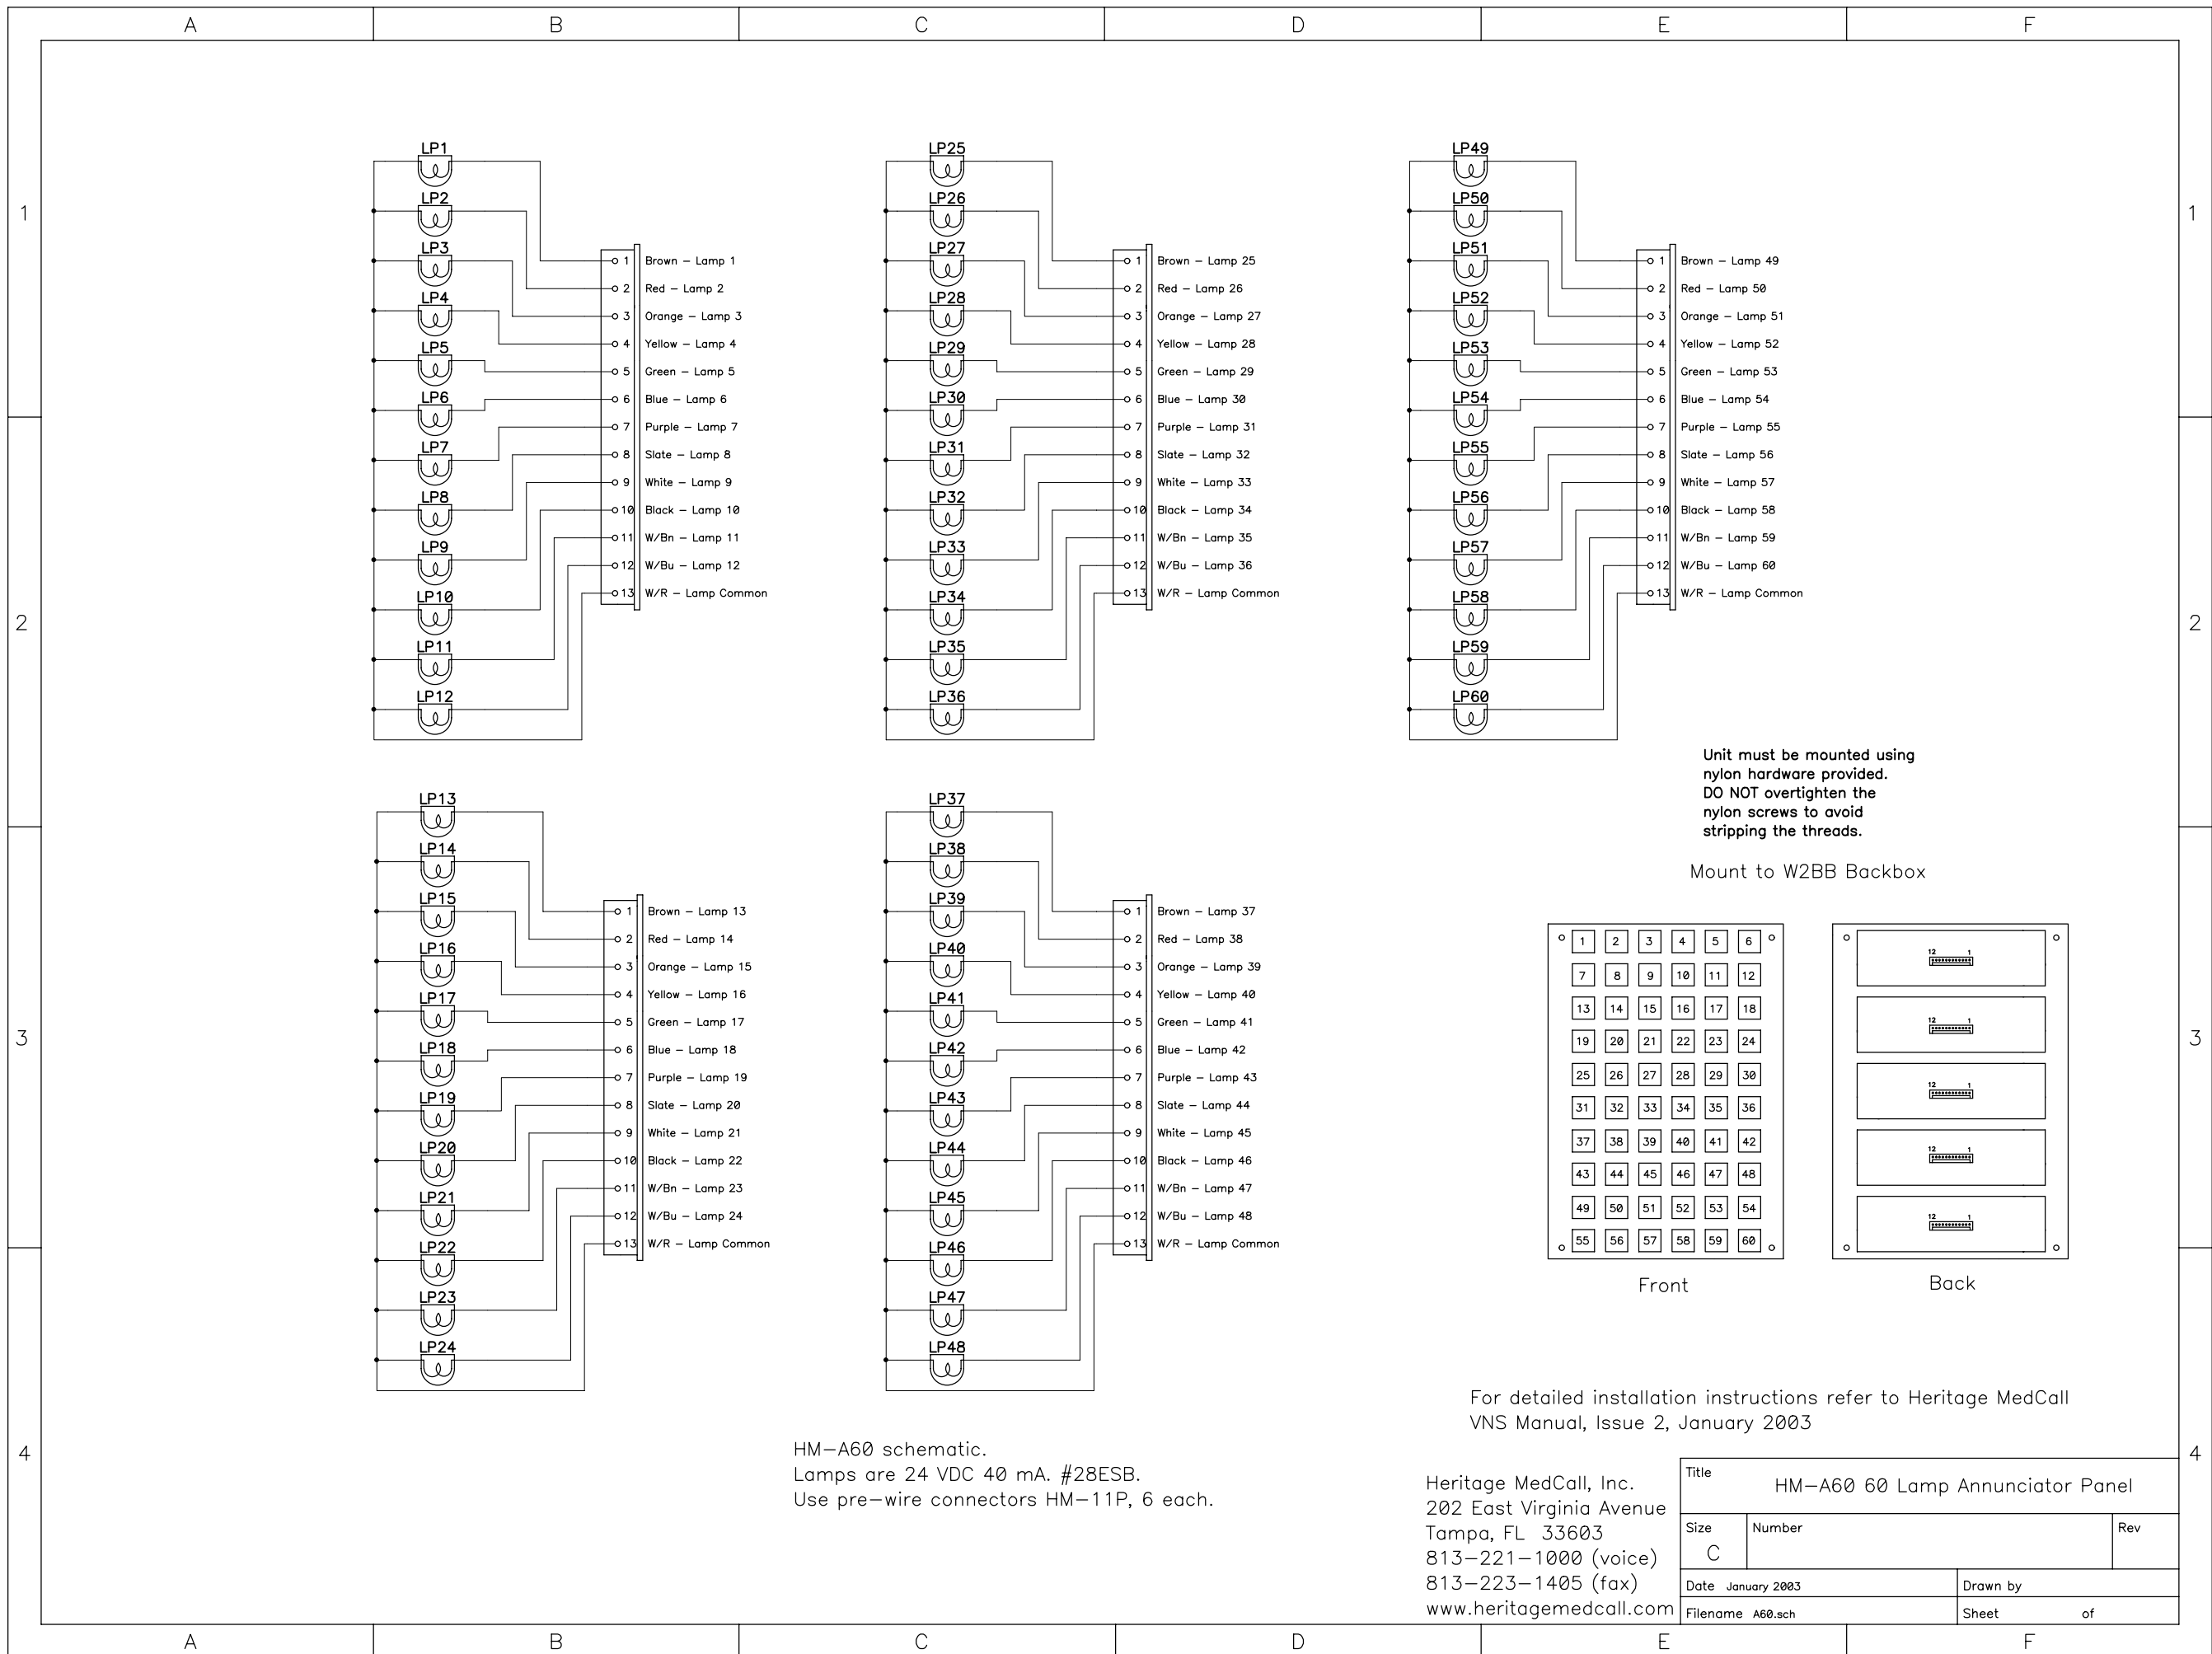 A B C D E F
1
2
3
4
1
2
3
4
LP1
LP2
LP3
LP4
LP5
LP6
LP7
LP8
LP9
LP10
LP11
LP12
1 Brown – Lamp 1
2 Red – Lamp 2
3 Orange – Lamp 3
4 Yellow – Lamp 4
5 Green – Lamp 5
6 Blue – Lamp 6
7 Purple – Lamp 7
8 Slate – Lamp 8
9 White – Lamp 9
10 Black – Lamp 10
11 W/Bn – Lamp 11
12 W/Bu – Lamp 12
13 W/R – Lamp Common
LP25
LP26
LP27
LP28
LP29
LP30
LP31
LP32
LP33
LP34
LP35
LP36
1 Brown – Lamp 25
2 Red – Lamp 26
3 Orange – Lamp 27
4 Yellow – Lamp 28
5 Green – Lamp 29
6 Blue – Lamp 30
7 Purple – Lamp 31
8 Slate – Lamp 32
9 White – Lamp 33
10 Black – Lamp 34
11 W/Bn – Lamp 35
12 W/Bu – Lamp 36
13 W/R – Lamp Common
LP49
LP50
LP51
LP52
LP53
LP54
LP55
LP56
LP57
LP58
LP59
LP60
1 Brown – Lamp 49
2 Red – Lamp 50
3 Orange – Lamp 51
4 Yellow – Lamp 52
5 Green – Lamp 53
6 Blue – Lamp 54
7 Purple – Lamp 55
8 Slate – Lamp 56
9 White – Lamp 57
10 Black – Lamp 58
11 W/Bn – Lamp 59
12 W/Bu – Lamp 60
13 W/R – Lamp Common
LP13
LP14
LP15
LP16
LP17
LP18
LP19
LP20
LP21
LP22
LP23
LP24
1 Brown – Lamp 13
2 Red – Lamp 14
3 Orange – Lamp 15
4 Yellow – Lamp 16
5 Green – Lamp 17
6 Blue – Lamp 18
7 Purple – Lamp 19
8 Slate – Lamp 20
9 White – Lamp 21
10 Black – Lamp 22
11 W/Bn – Lamp 23
12 W/Bu – Lamp 24
13 W/R – Lamp Common
LP37
LP38
LP39
LP40
LP41
LP42
LP43
LP44
LP45
LP46
LP47
LP48
1 Brown – Lamp 37
2 Red – Lamp 38
3 Orange – Lamp 39
4 Yellow – Lamp 40
5 Green – Lamp 41
6 Blue – Lamp 42
7 Purple – Lamp 43
8 Slate – Lamp 44
9 White – Lamp 45
10 Black – Lamp 46
11 W/Bn – Lamp 47
12 W/Bu – Lamp 48
13 W/R – Lamp Common
Unit must be mounted using
nylon hardware provided.
DO NOT overtighten the
nylon screws to avoid
stripping the threads.
Mount to W2BB Backbox
1 2 3 4 5 6
7 8 9 10 11 12
13 14 15 16 17 18
19 20 21 22 23 24
25 26 27 28 29 30
31 32 33 34 35 36
37 38 39 40 41 42
43 44 45 46 47 48
49 50 51 52 53 54
55 56 57 58 59 60
Front
12 1
12 1
12 1
12 1
12 1
Back
For detailed installation instructions refer to Heritage MedCall
VNS Manual, Issue 2, January 2003
HM–A60 schematic.
Lamps are 24 VDC 40 mA. #28ESB.
Use pre–wire connectors HM–11P, 6 each.
Heritage MedCall, Inc.
202 East Virginia Avenue
Tampa, FL 33603
813–221–1000 (voice)
813–223–1405 (fax)
www.heritagemedcall.com
Title
HM–A60 60 Lamp Annunciator Panel
Size Number Rev
C
Date January 2003 Drawn by
Filename A60.sch Sheet of
A B C D E F